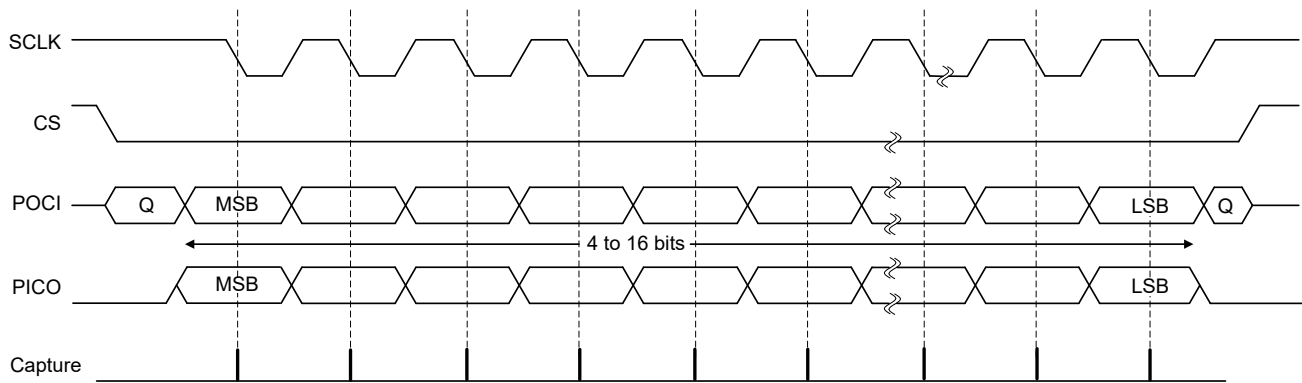 SCLK
CS
POCI Q MSB LSB Q
4 to 16 bits
PICO MSB LSB
Capture